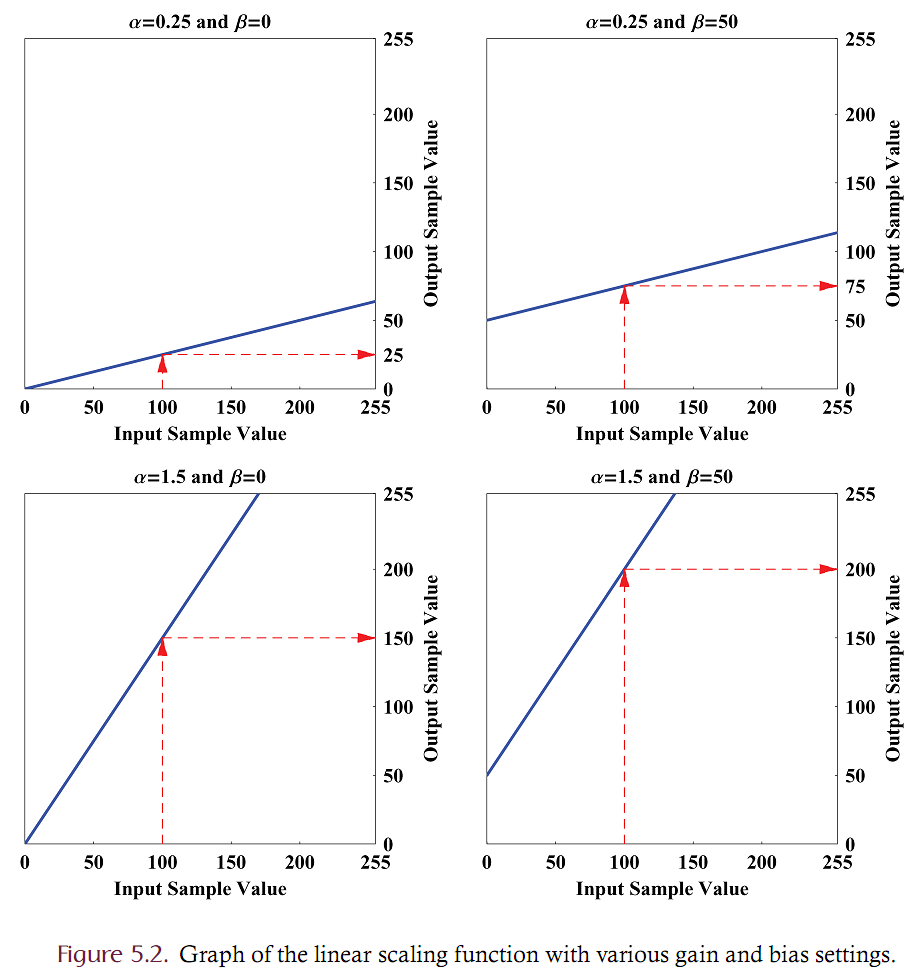 α=0.25 and β=0
255
200
150
100
50
25
0
Output Sample Value
0 50 100 150 200 255
Input Sample Value
α=0.25 and β=50
255
200
150
100
75
50
0
Output Sample Value
0 50 100 150 200 255
Input Sample Value
α=1.5 and β=0
255
200
150
100
50
0
Output Sample Value
0 50 100 150 200 255
Input Sample Value
α=1.5 and β=50
255
200
150
100
50
0
Output Sample Value
0 50 100 150 200 255
Input Sample Value
Figure 5.2. Graph of the linear scaling function with various gain and bias settings.